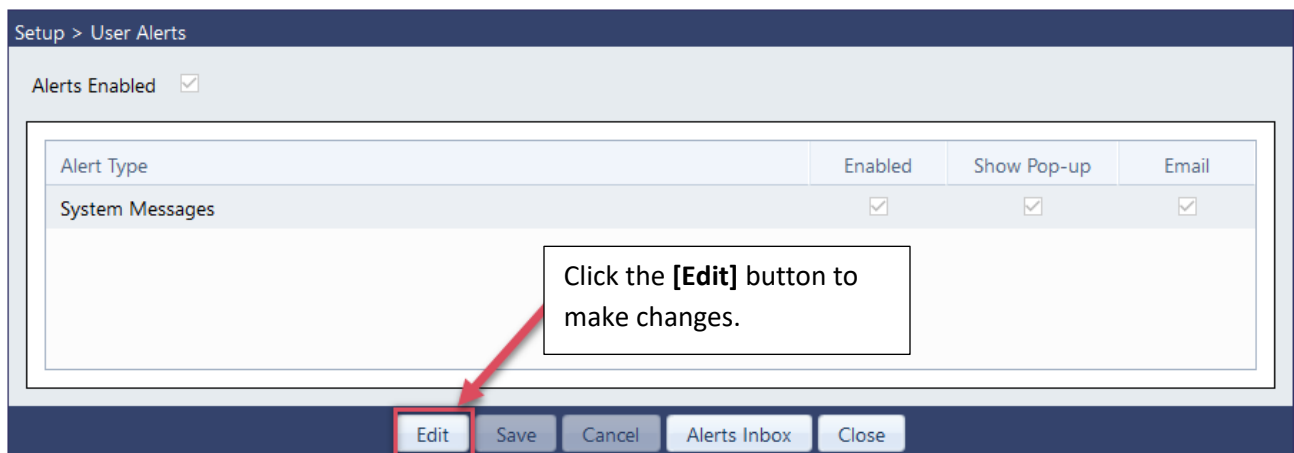 Setup > User Alerts
Alerts Enabled
Alert Type Enabled Show Pop-up Email
System Messages
Click the [Edit] button to
make changes.
Edit Save Cancel Alerts Inbox Close